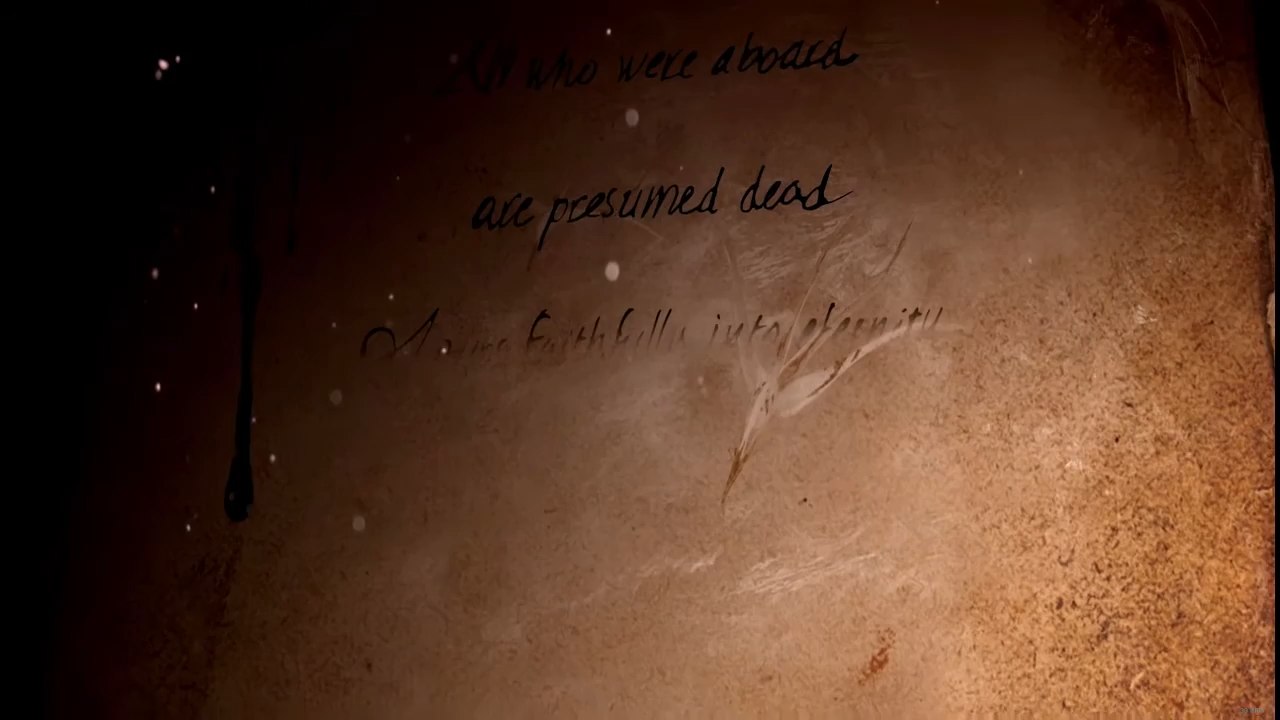 All who were aboard
are presumed dead
faithfully into eternity